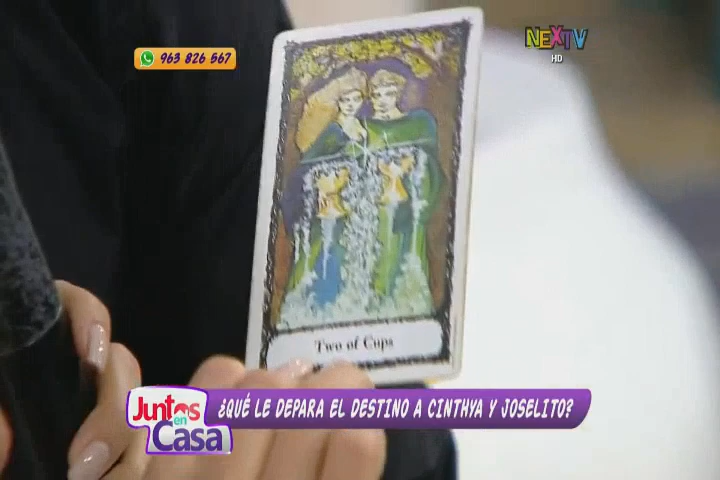 963 826 567
NEXTV
HD
Two of Cups
Juntos
en
Casa
¿QUÉ LE DEPARA EL DESTINO A CINTHYA Y JOSELITO?